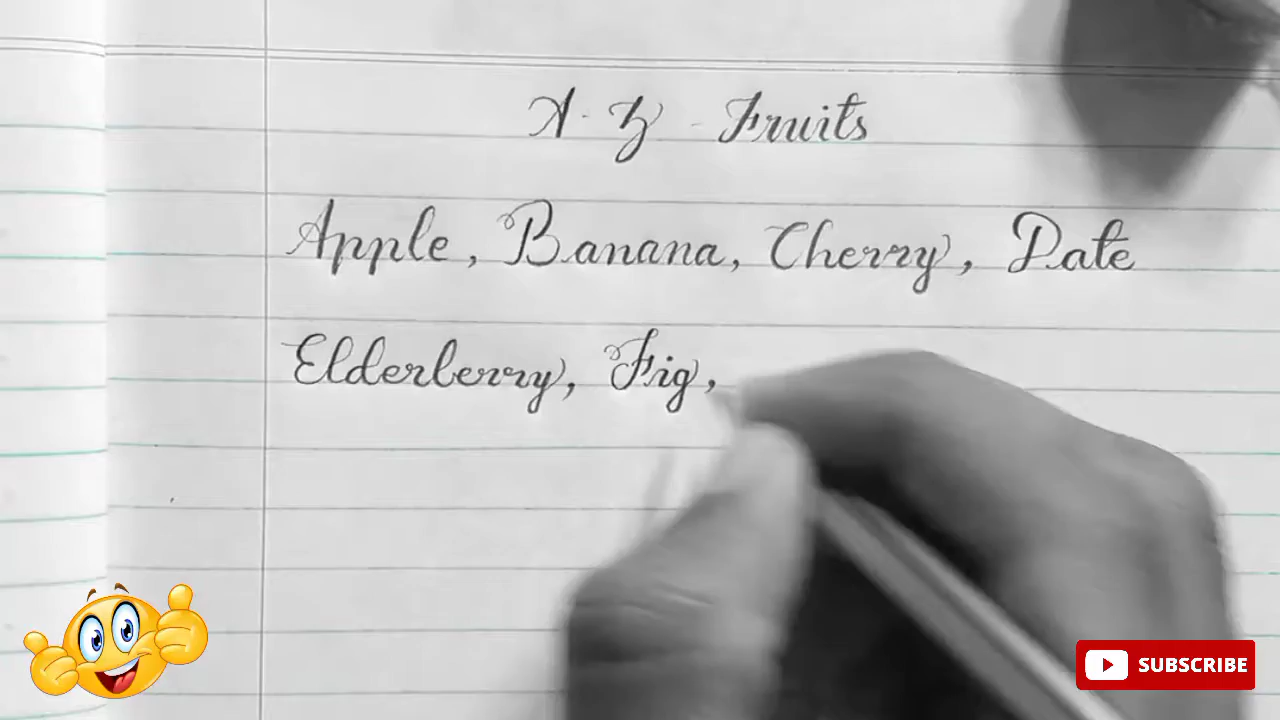 A - Z - Fruits
Apple, Banana, Cherry, Date
Elderberry, Fig,
SUBSCRIBE